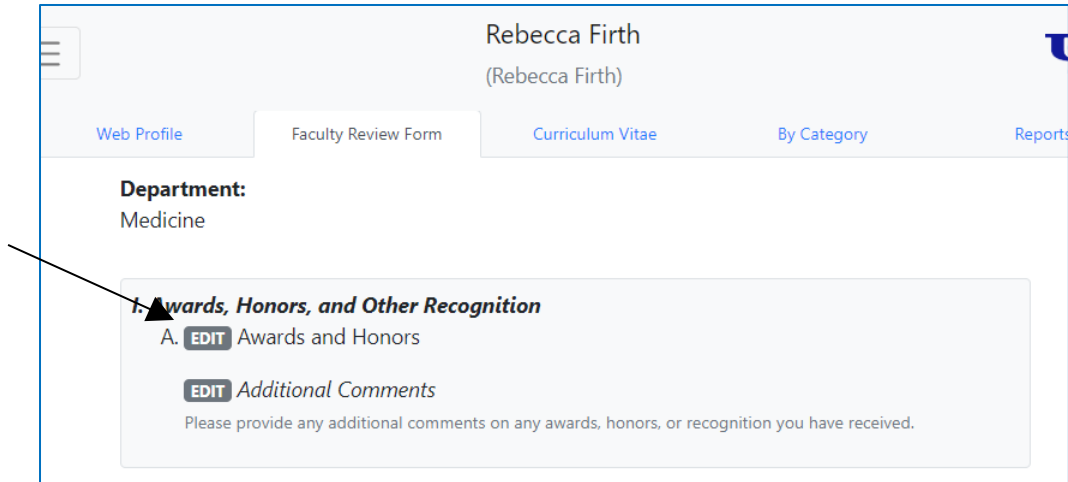 Rebecca Firth
(Rebecca Firth)
Web Profile Faculty Review Form Curriculum Vitae By Category Reports
Department:
Medicine
I. Awards, Honors, and Other Recognition
A. EDIT Awards and Honors
EDIT Additional Comments
Please provide any additional comments on any awards, honors, or recognition you have received.